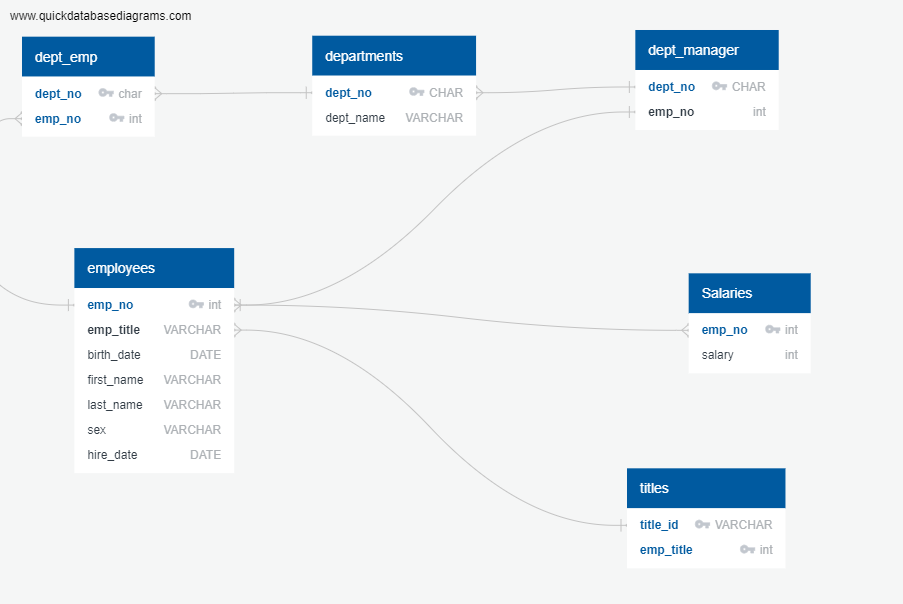 www.quickdatabasediagrams.com
dept_emp
dept_no char
emp_no int
departments
dept_no CHAR
dept_name VARCHAR
dept_manager
dept_no CHAR
emp_no int
employees
emp_no int
emp_title VARCHAR
birth_date DATE
first_name VARCHAR
last_name VARCHAR
sex VARCHAR
hire_date DATE
Salaries
emp_no int
salary int
titles
title_id VARCHAR
emp_title int